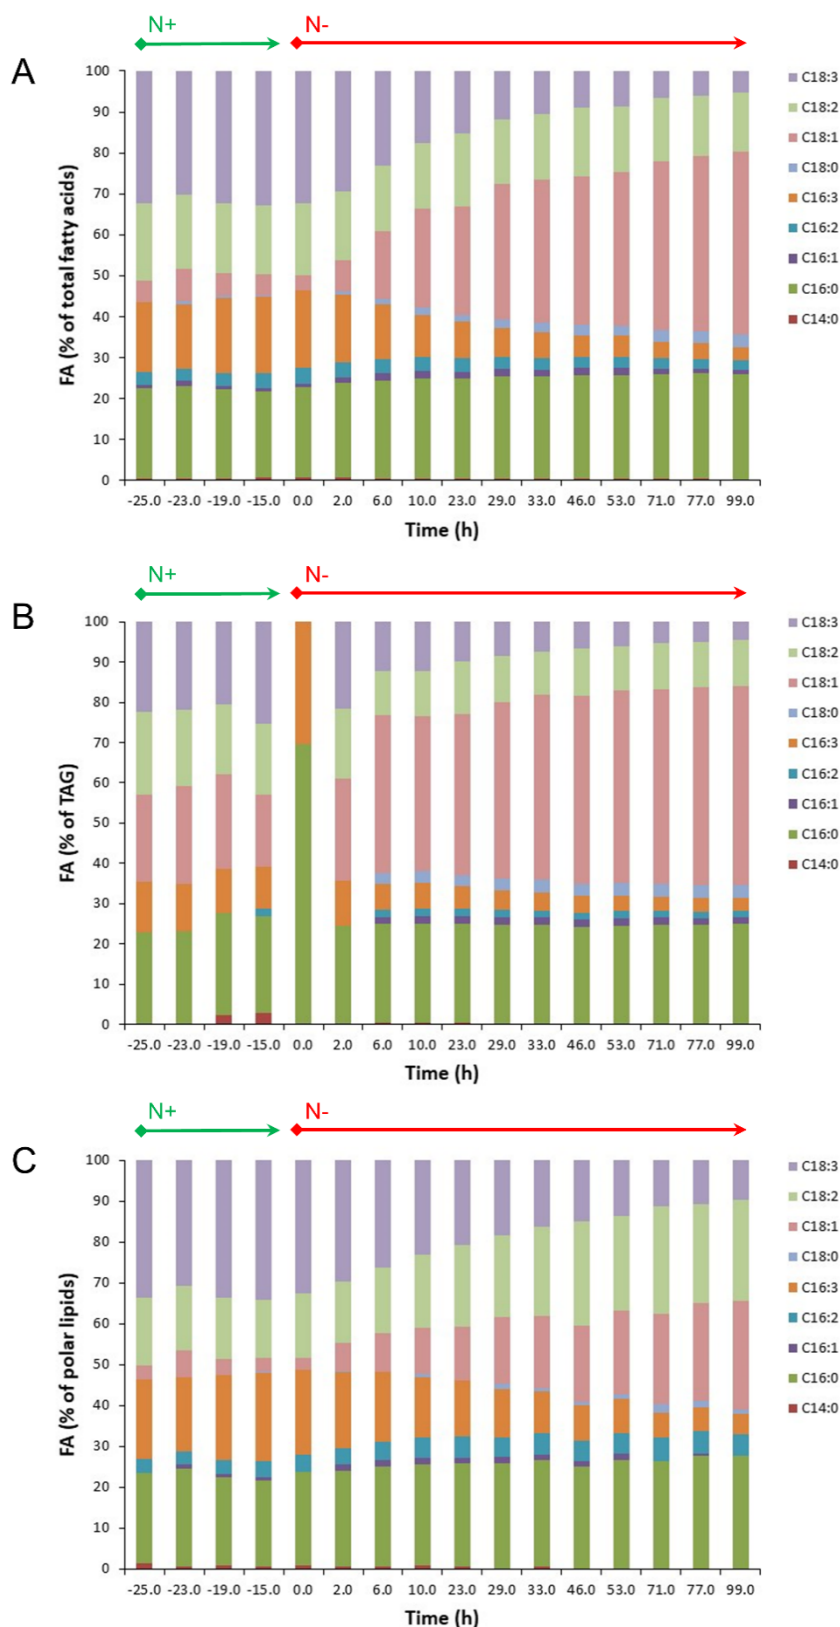 N+ N-
A
100
90
80
70
60
50
40
30
20
10
0
FA (% of total fatty acids)
-25.0 -23.0 -19.0 -15.0 0.0 2.0 6.0 10.0 23.0 29.0 33.0 46.0 53.0 71.0 77.0 99.0
Time (h)
C18:3
C18:2
C18:1
C18:0
C16:3
C16:2
C16:1
C16:0
C14:0
N+ N-
B
100
90
80
70
60
50
40
30
20
10
0
FA (% of TAG)
-25.0 -23.0 -19.0 -15.0 0.0 2.0 6.0 10.0 23.0 29.0 33.0 46.0 53.0 71.0 77.0 99.0
Time (h)
C18:3
C18:2
C18:1
C18:0
C16:3
C16:2
C16:1
C16:0
C14:0
N+ N-
C
100
90
80
70
60
50
40
30
20
10
0
FA (% of polar lipids)
-25.0 -23.0 -19.0 -15.0 0.0 2.0 6.0 10.0 23.0 29.0 33.0 46.0 53.0 71.0 77.0 99.0
Time (h)
C18:3
C18:2
C18:1
C18:0
C16:3
C16:2
C16:1
C16:0
C14:0